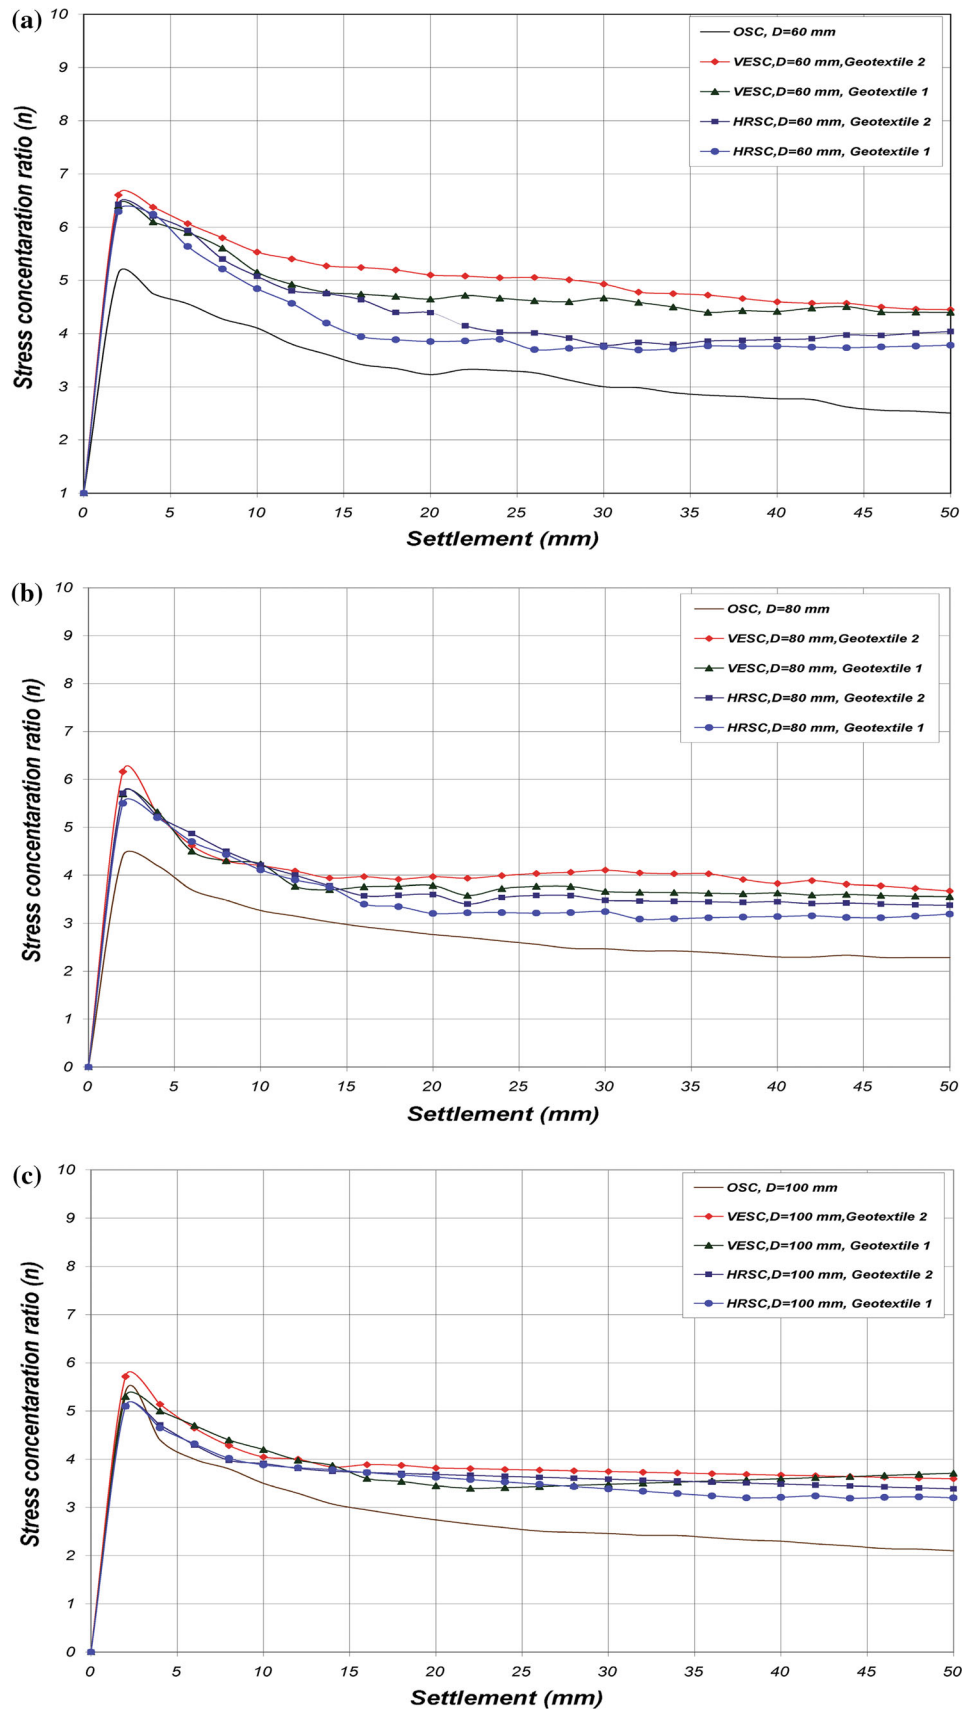 (a)
10
9
8
7
6
5
4
3
2
1
Stress concentaration ratio (n)
OSC, D=60 mm
VESC,D=60 mm,Geotextile 2
VESC,D=60 mm, Geotextile 1
HRSC,D=60 mm, Geotextile 2
HRSC,D=60 mm, Geotextile 1
0 5 10 15 20 25 30 35 40 45 50
Settlement (mm)
(b)
10
9
8
7
6
5
4
3
2
1
0
Stress concentaration ratio (n)
OSC, D=80 mm
VESC,D=80 mm,Geotextile 2
VESC,D=80 mm, Geotextile 1
HRSC,D=80 mm, Geotextile 2
HRSC,D=80 mm, Geotextile 1
0 5 10 15 20 25 30 35 40 45 50
Settlement (mm)
(c)
10
9
8
7
6
5
4
3
2
1
0
Stress concentaration ratio (n)
OSC, D=100 mm
VESC,D=100 mm,Geotextile 2
VESC,D=100 mm, Geotextile 1
HRSC,D=100 mm, Geotextile 2
HRSC,D=100 mm, Geotextile 1
0 5 10 15 20 25 30 35 40 45 50
Settlement (mm)